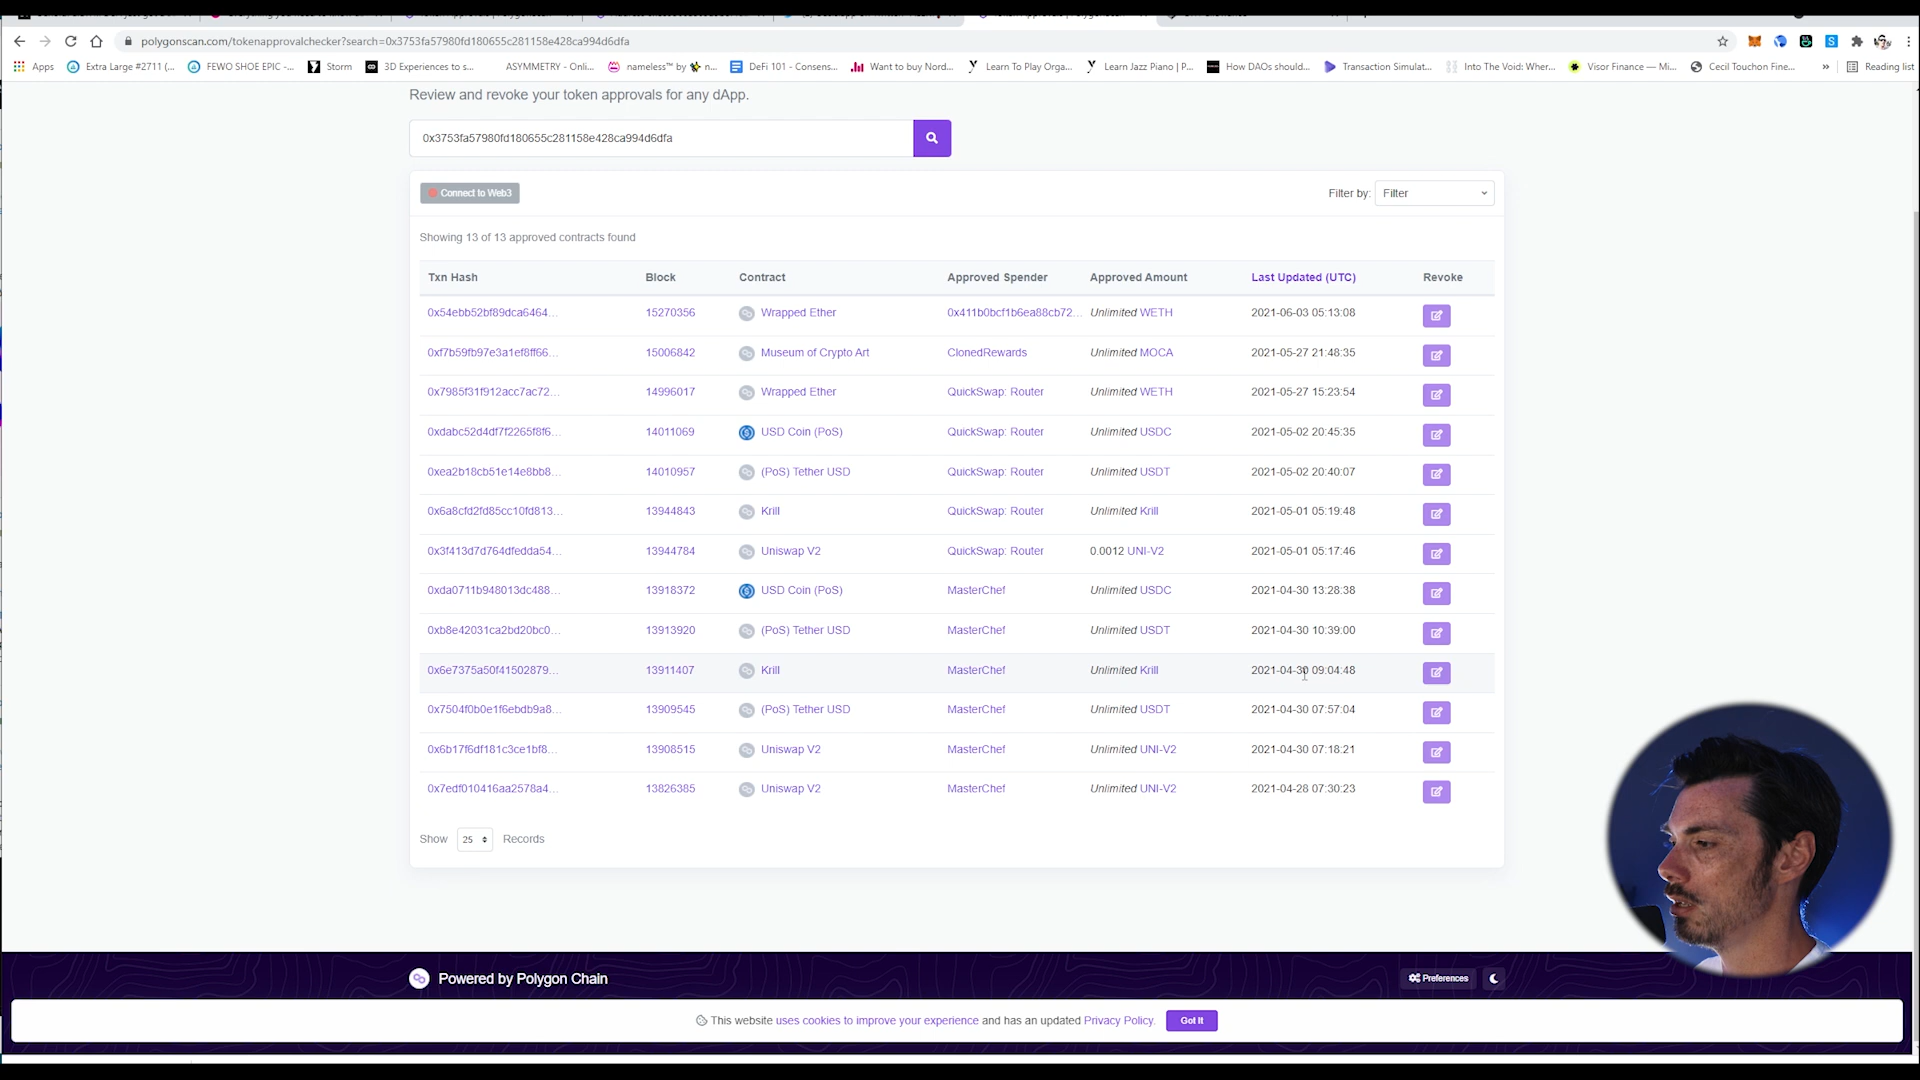 polygonscan.com/tokenapprovalchecker?search=0x3753fa57980fd180655c281158e428ca994d6dfa
Apps
Extra Large #2711 (...
FEWO SHOE EPIC -...
Storm
3D Experiences to s...
ASYMMETRY - Onli...
nameless™ by 🐝 n...
DeFi 101 - Consens...
Want to buy Nord...
Learn To Play Orga...
Learn Jazz Piano | P...
How DAOs should...
Transaction Simulat...
Into The Void: Wher...
Visor Finance — Mi...
Cecil Touchon Fine...
»
Reading list
Review and revoke your token approvals for any dApp.
0x3753fa57980fd180655c281158e428ca994d6dfa
Connect to Web3
Filter by: Filter
Showing 13 of 13 approved contracts found
Txn Hash Block Contract Approved Spender Approved Amount Last Updated (UTC) Revoke
0x54ebb52bf89dca6464... 15270356 Wrapped Ether 0x411b0bcf1b6ea88cb72... Unlimited WETH 2021-06-03 05:13:08
0xf7b59fb97e3a1ef8ff66... 15006842 Museum of Crypto Art ClonedRewards Unlimited MOCA 2021-05-27 21:48:35
0x7985f31f912acc7ac72... 14996017 Wrapped Ether QuickSwap: Router Unlimited WETH 2021-05-27 15:23:54
0xdabc52d4df7f2265f8f6... 14011069 USD Coin (PoS) QuickSwap: Router Unlimited USDC 2021-05-02 20:45:35
0xea2b18cb51e14e8bb8... 14010957 (PoS) Tether USD QuickSwap: Router Unlimited USDT 2021-05-02 20:40:07
0x6a8cfd2fd85cc10fd813... 13944843 Krill QuickSwap: Router Unlimited Krill 2021-05-01 05:19:48
0x3f413d7d764dfedda54... 13944784 Uniswap V2 QuickSwap: Router 0.0012 UNI-V2 2021-05-01 05:17:46
0xda0711b948013dc488... 13918372 USD Coin (PoS) MasterChef Unlimited USDC 2021-04-30 13:28:38
0xb8e42031ca2bd20bc0... 13913920 (PoS) Tether USD MasterChef Unlimited USDT 2021-04-30 10:39:00
0x6e7375a50f41502879... 13911407 Krill MasterChef Unlimited Krill 2021-04-30 09:04:48
0x7504f0b0e1f6ebdb9a8... 13909545 (PoS) Tether USD MasterChef Unlimited USDT 2021-04-30 07:57:04
0x6b17f6df181c3ce1bf8... 13908515 Uniswap V2 MasterChef Unlimited UNI-V2 2021-04-30 07:18:21
0x7edf010416aa2578a4... 13826385 Uniswap V2 MasterChef Unlimited UNI-V2 2021-04-28 07:30:23
Show 25 Records
Powered by Polygon Chain
Preferences
This website uses cookies to improve your experience and has an updated Privacy Policy.
Got It